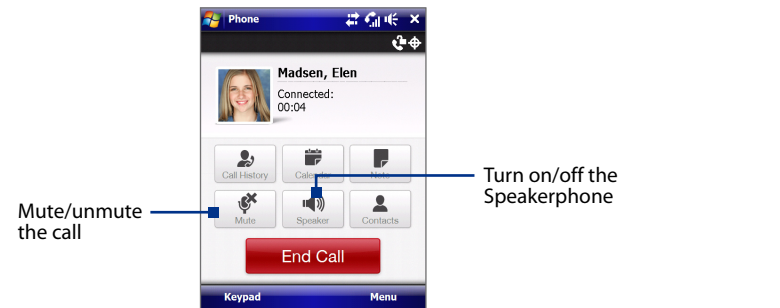 Phone
Madsen, Elen
Connected:
00:04
Call History
Calendar
Note
Mute
Speaker
Contacts
End Call
Keypad
Menu
Mute/unmute
the call
Turn on/off the
Speakerphone